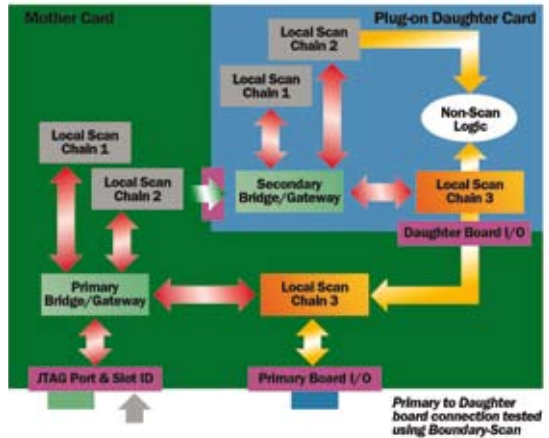 Mother Card
Plug-on Daughter Card
Local Scan
Chain 2
Local Scan
Chain 1
Non-Scan
Logic
Local Scan
Chain 1
Local Scan
Chain 2
Secondary
Bridge/Gateway
Local Scan
Chain 3
Daughter Board I/O
Primary
Bridge/Gateway
Local Scan
Chain 3
JTAG Port & Slot ID
Primary Board I/O
Primary to Daughter
board connection tested
using Boundary-Scan